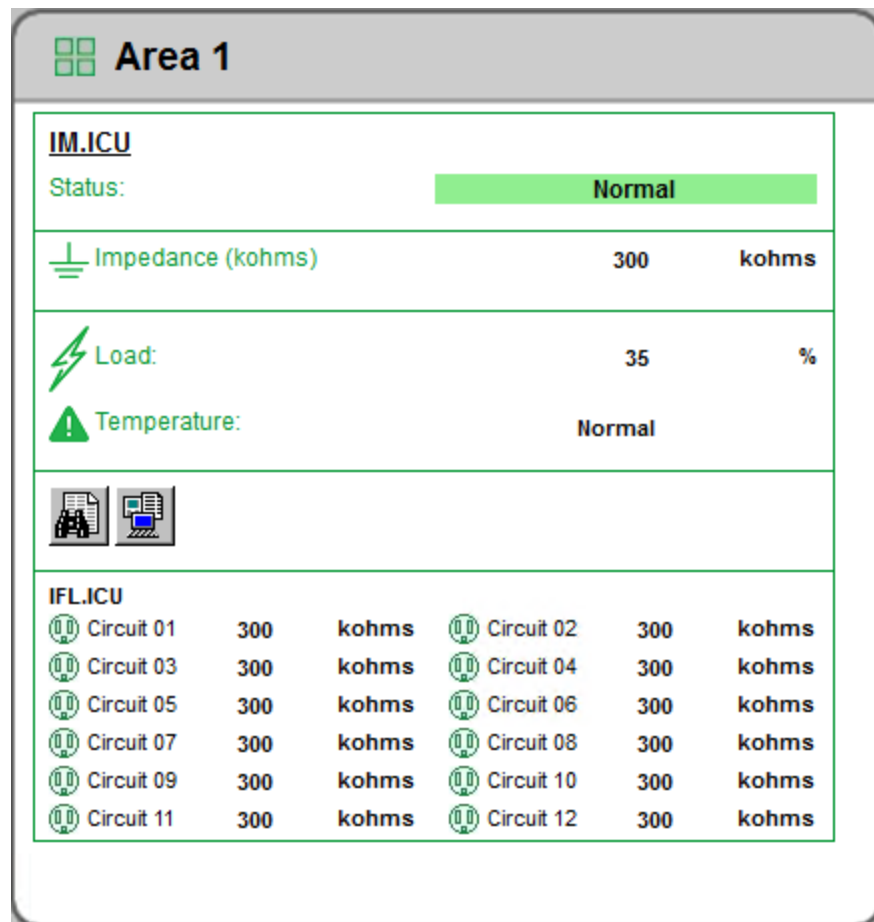 Area 1
IM.ICU
Status: Normal
Impedance (kohms) 300 kohms
Load: 35 %
Temperature: Normal
IFL.ICU
Circuit 01 300 kohms Circuit 02 300 kohms
Circuit 03 300 kohms Circuit 04 300 kohms
Circuit 05 300 kohms Circuit 06 300 kohms
Circuit 07 300 kohms Circuit 08 300 kohms
Circuit 09 300 kohms Circuit 10 300 kohms
Circuit 11 300 kohms Circuit 12 300 kohms